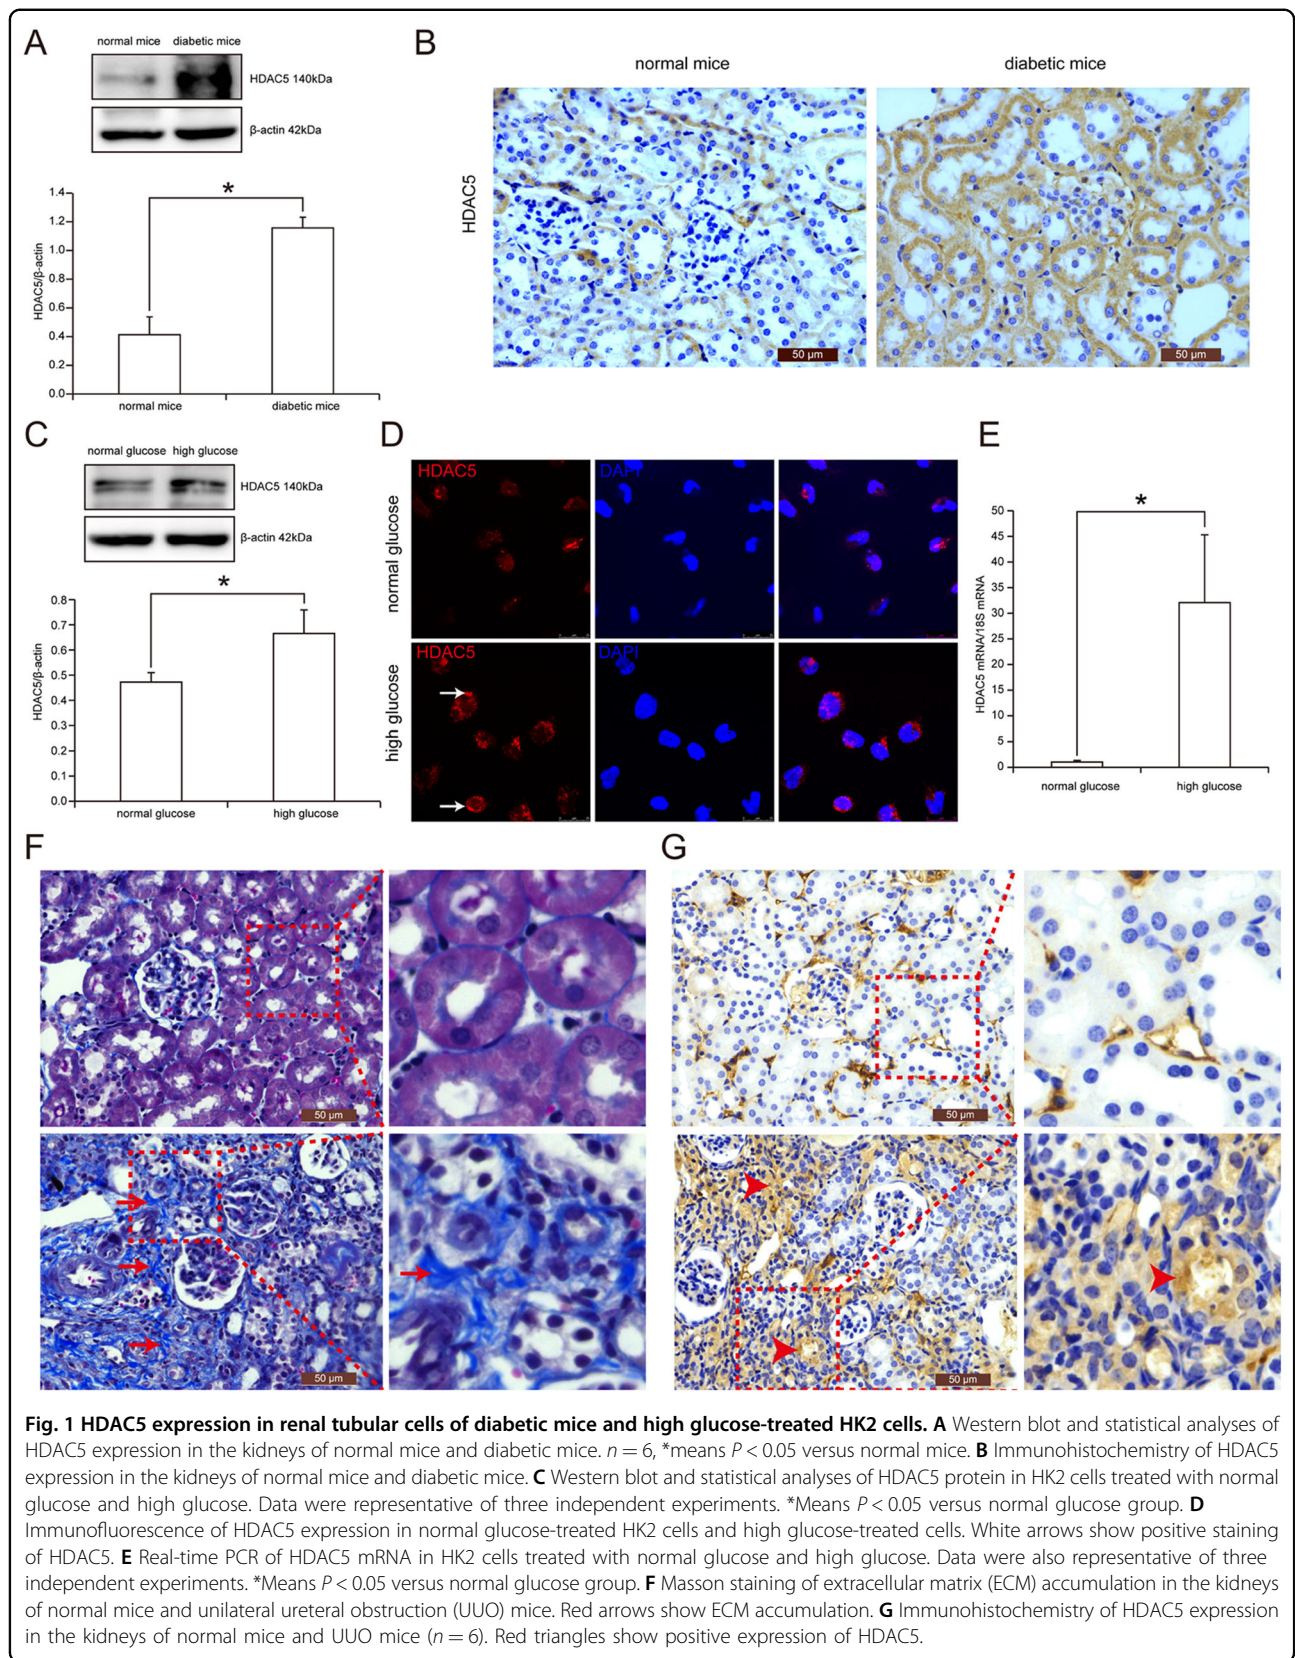 A
normal mice diabetic mice
HDAC5 140kDa
β-actin 42kDa
HDAC5/β-actin
1.4
1.2
1.0
0.8
0.6
0.4
0.2
0.0
*
normal mice diabetic mice
B
normal mice diabetic mice
HDAC5
50 μm
50 μm
C
normal glucose high glucose
HDAC5 140kDa
β-actin 42kDa
HDAC5/β-actin
0.8
0.7
0.6
0.5
0.4
0.3
0.2
0.1
0.0
*
normal glucose high glucose
D
normal glucose
HDAC5 DAPI
high glucose
HDAC5 DAPI
E
HDAC5 mRNA/18S mRNA
50
45
40
35
30
25
20
15
10
5
0
*
normal glucose high glucose
F
50 μm
50 μm
G
50 μm
50 μm
Fig. 1 HDAC5 expression in renal tubular cells of diabetic mice and high glucose-treated HK2 cells. A Western blot and statistical analyses of
HDAC5 expression in the kidneys of normal mice and diabetic mice. n = 6, *means P < 0.05 versus normal mice. B Immunohistochemistry of HDAC5
expression in the kidneys of normal mice and diabetic mice. C Western blot and statistical analyses of HDAC5 protein in HK2 cells treated with normal
glucose and high glucose. Data were representative of three independent experiments. *Means P < 0.05 versus normal glucose group. D
Immunofluorescence of HDAC5 expression in normal glucose-treated HK2 cells and high glucose-treated cells. White arrows show positive staining
of HDAC5. E Real-time PCR of HDAC5 mRNA in HK2 cells treated with normal glucose and high glucose. Data were also representative of three
independent experiments. *Means P < 0.05 versus normal glucose group. F Masson staining of extracellular matrix (ECM) accumulation in the kidneys
of normal mice and unilateral ureteral obstruction (UUO) mice. Red arrows show ECM accumulation. G Immunohistochemistry of HDAC5 expression
in the kidneys of normal mice and UUO mice (n = 6). Red triangles show positive expression of HDAC5.